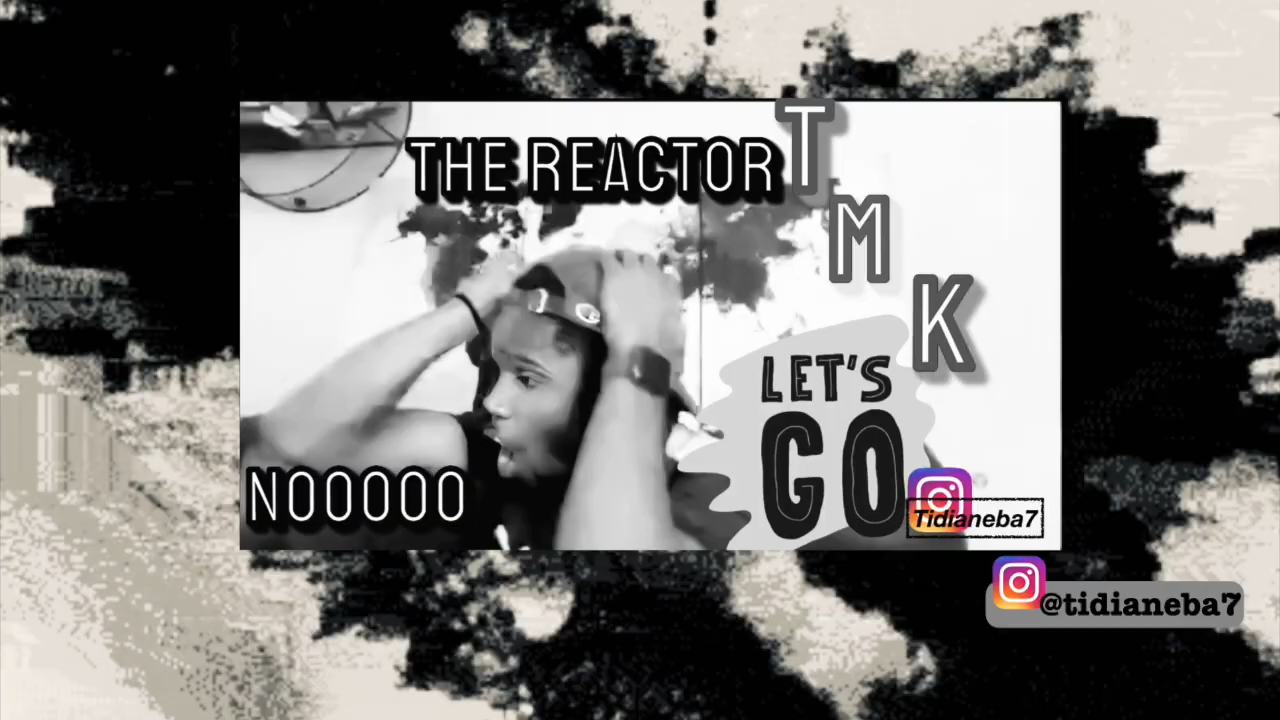 THE REACTOR
T
M
K
LET'S
GO
NOOOOO
Tidianeba7
@tidianeba7